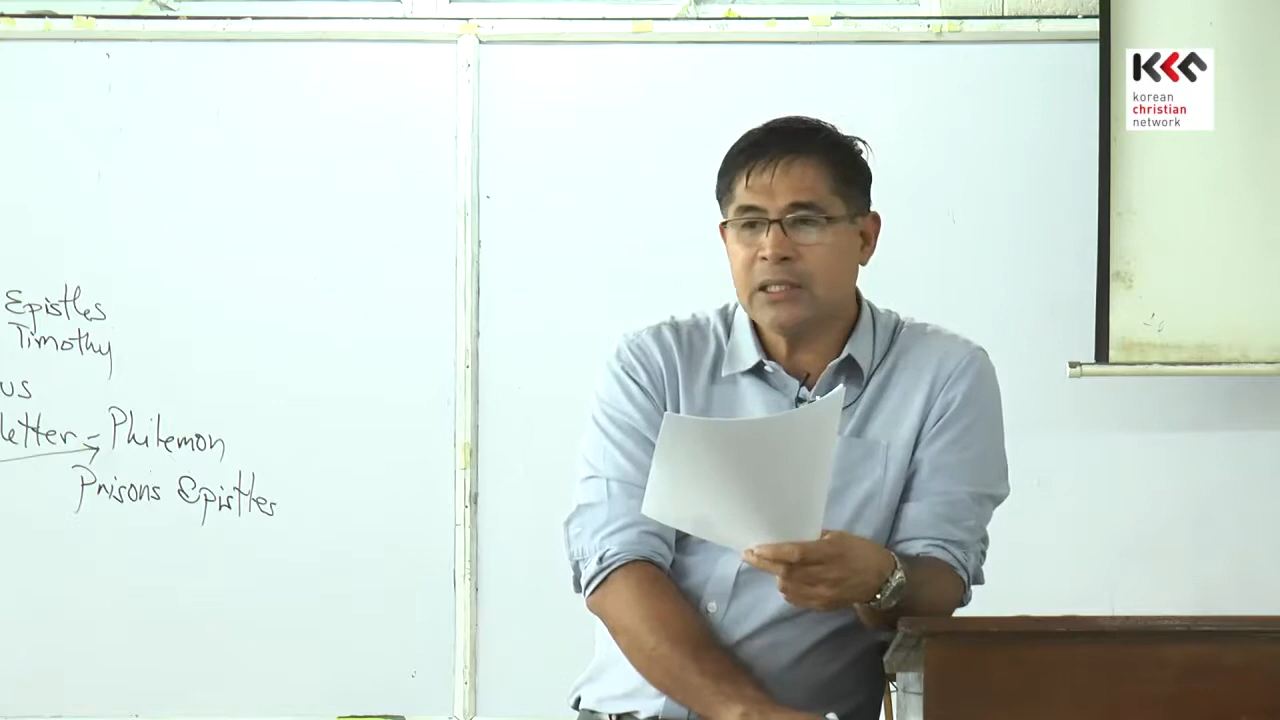 Epistles
Timothy
us
letter - Philemon
Prisons Epistles
KCN
korean
christian
network